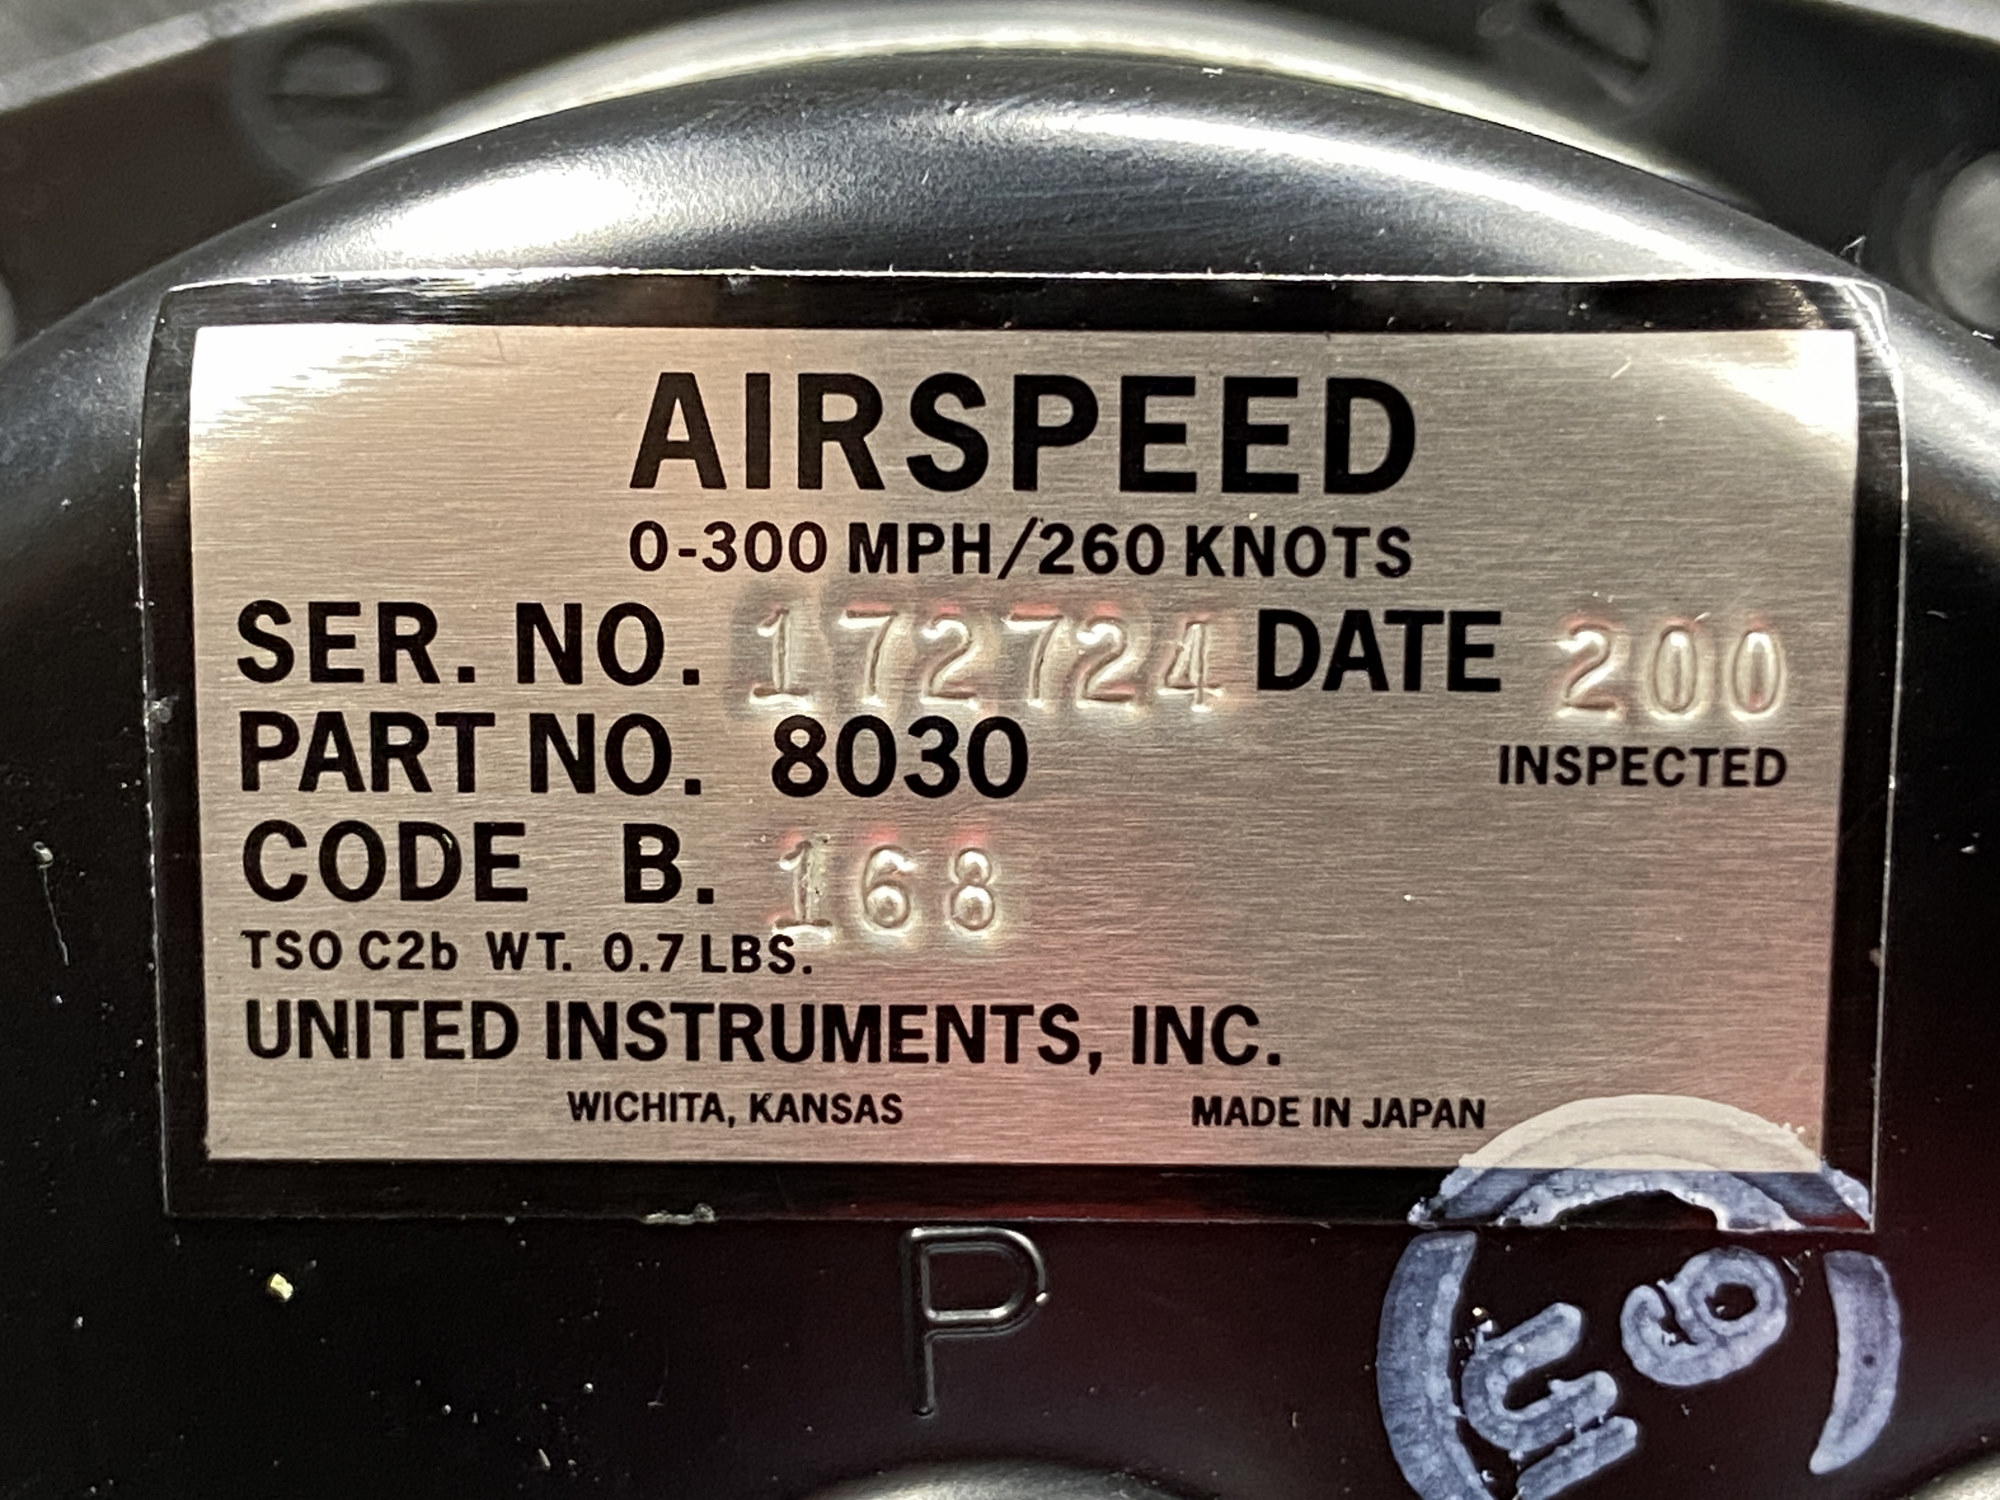 AIRSPEED
0-300 MPH/260 KNOTS
SER. NO. 172724 DATE 200
PART NO. 8030 INSPECTED
CODE B. 168
TSO C2b WT. 0.7 LBS.
UNITED INSTRUMENTS, INC.
WICHITA, KANSAS MADE IN JAPAN
P